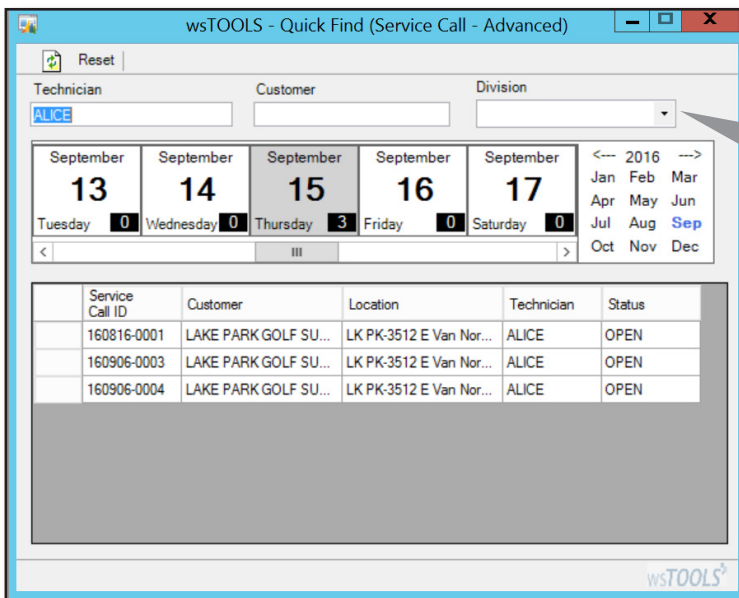 wsTOOLS - Quick Find (Service Call - Advanced)
Reset
Technician Customer Division
ALICE
September September September September September
13 14 15 16 17
Tuesday 0 Wednesday 0 Thursday 3 Friday 0 Saturday 0
<--- 2016 --->
Jan Feb Mar
Apr May Jun
Jul Aug Sep
Oct Nov Dec
Service Call ID Customer Location Technician Status
160816-0001 LAKE PARK GOLF SU... LK PK-3512 E Van Nor... ALICE OPEN
160906-0003 LAKE PARK GOLF SU... LK PK-3512 E Van Nor... ALICE OPEN
160906-0004 LAKE PARK GOLF SU... LK PK-3512 E Van Nor... ALICE OPEN
wsTOOLS